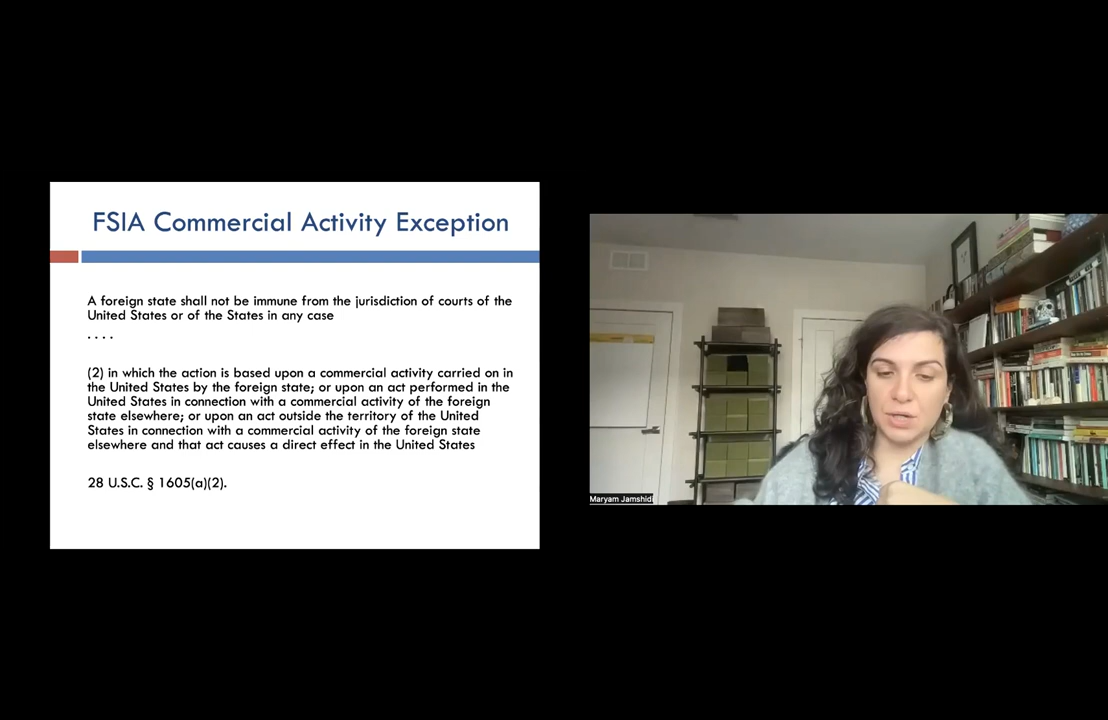 FSIA Commercial Activity Exception
A foreign state shall not be immune from the jurisdiction of courts of the
United States or of the States in any case
. . . .
(2) in which the action is based upon a commercial activity carried on in
the United States by the foreign state; or upon an act performed in the
United States in connection with a commercial activity of the foreign
state elsewhere; or upon an act outside the territory of the United
States in connection with a commercial activity of the foreign state
elsewhere and that act causes a direct effect in the United States
28 U.S.C. § 1605(a)(2).
Maryam Jamshidi